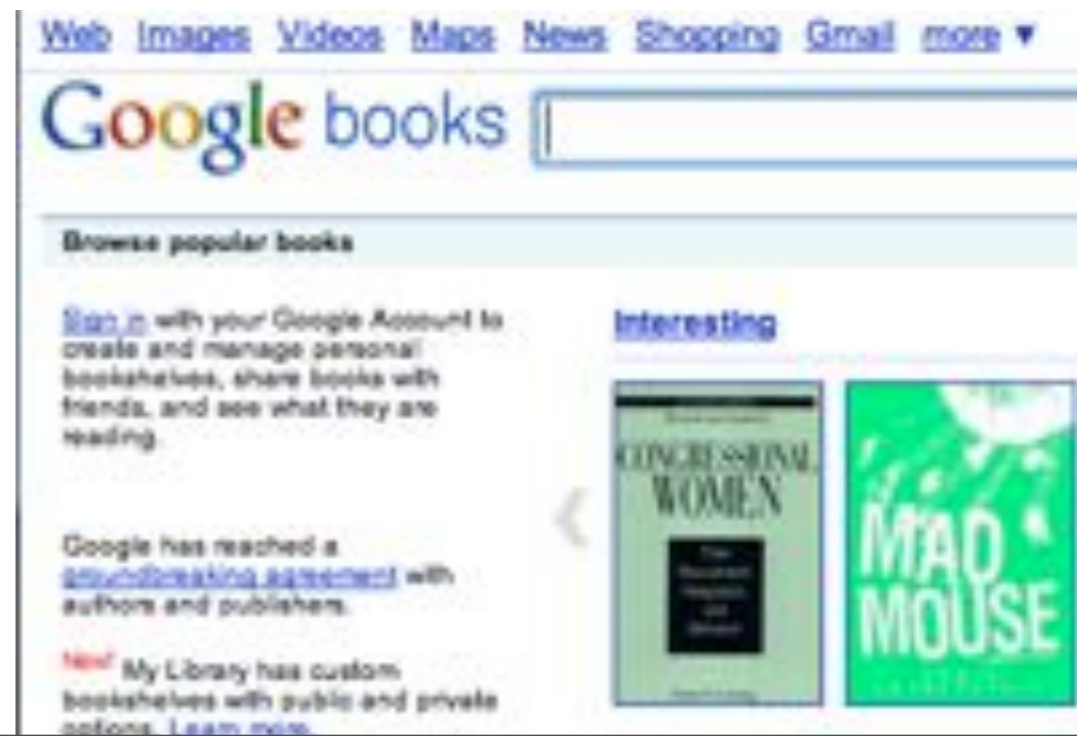 Web Images Videos Maps News Shopping Gmail more ▼
Google books
Browse popular books
Sign in with your Google Account to
create and manage personal
bookshelves, share books with
friends, and see what they are
reading.
Google has reached a
groundbreaking agreement with
authors and publishers.
New! My Library has custom
bookshelves with public and private
options. Learn more.
Interesting
CONGRESSIONAL
WOMEN
MAD
MOUSE